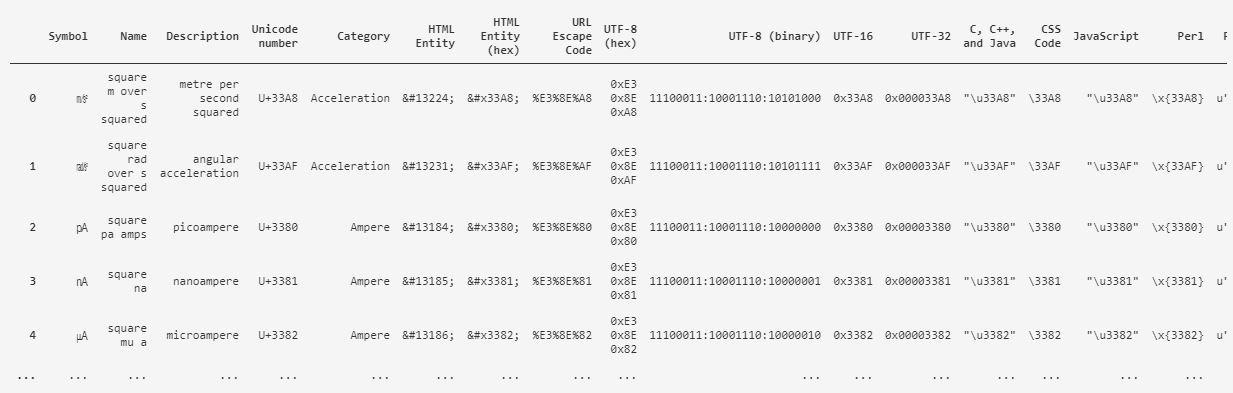 Symbol Name Description Unicode number Category HTML Entity HTML Entity (hex) URL Escape Code UTF-8 (hex) UTF-8 (binary) UTF-16 UTF-32 C, C++, and Java CSS Code JavaScript Perl
0 ㎨ square m over s squared metre per second squared U+33A8 Acceleration &#13224; &#x33A8; %E3%8E%A8 0xE3 0x8E 0xA8 11100011:10001110:10101000 0x33A8 0x000033A8 "\u33A8" \33A8 "\u33A8" \x{33A8} u'
1 ㎯ square rad over s squared angular acceleration U+33AF Acceleration &#13231; &#x33AF; %E3%8E%AF 0xE3 0x8E 0xAF 11100011:10001110:10101111 0x33AF 0x000033AF "\u33AF" \33AF "\u33AF" \x{33AF} u'
2 ㎀ square pa amps picoampere U+3380 Ampere &#13184; &#x3380; %E3%8E%80 0xE3 0x8E 0x80 11100011:10001110:10000000 0x3380 0x00003380 "\u3380" \3380 "\u3380" \x{3380} u'
3 ㎁ square na nanoampere U+3381 Ampere &#13185; &#x3381; %E3%8E%81 0xE3 0x8E 0x81 11100011:10001110:10000001 0x3381 0x00003381 "\u3381" \3381 "\u3381" \x{3381} u'
4 ㎂ square mu a microampere U+3382 Ampere &#13186; &#x3382; %E3%8E%82 0xE3 0x8E 0x82 11100011:10001110:10000010 0x3382 0x00003382 "\u3382" \3382 "\u3382" \x{3382} u'
... ... ... ... ... ... ... ... ... ... ... ... ... ... ... ... ...